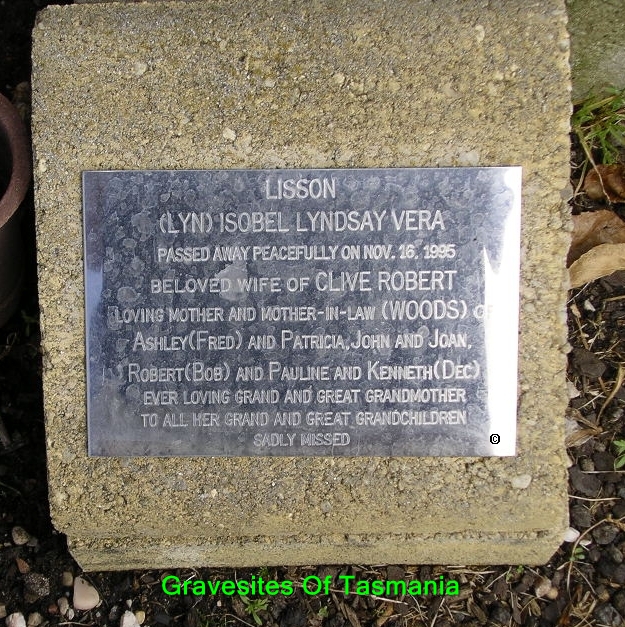 LISSON
(LYN) ISOBEL LYNDSAY VERA
PASSED AWAY PEACEFULLY ON NOV. 16, 1995
BELOVED WIFE OF CLIVE ROBERT
LOVING MOTHER AND MOTHER-IN-LAW (WOODS) OF
ASHLEY(FRED) AND PATRICIA, JOHN AND JOAN,
ROBERT(BOB) AND PAULINE AND KENNETH(DEC)
EVER LOVING GRAND AND GREAT GRANDMOTHER
TO ALL HER GRAND AND GREAT GRANDCHILDREN
SADLY MISSED
©
Gravesites Of Tasmania